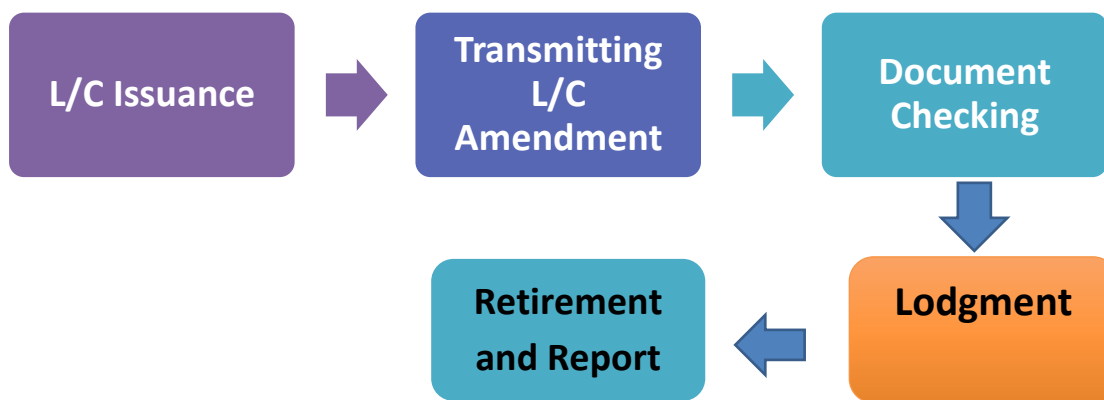 L/C Issuance
Transmitting
L/C
Amendment
Document
Checking
Lodgment
Retirement
and Report